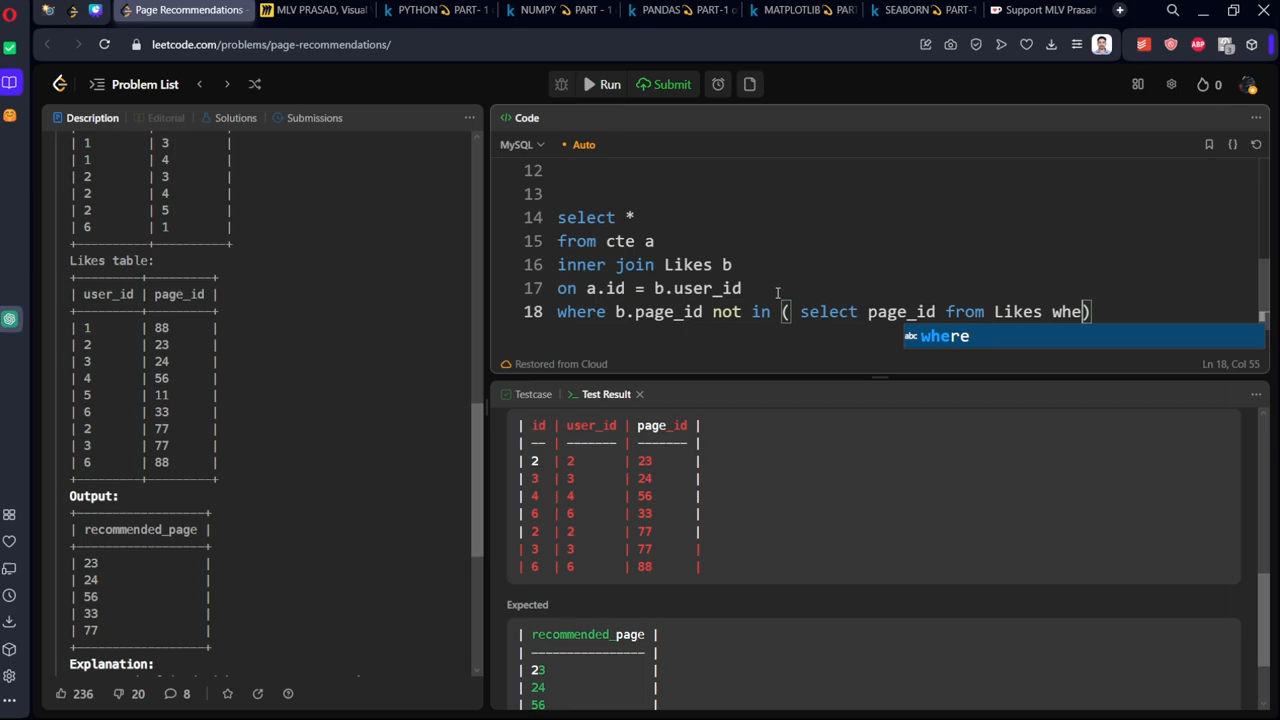 Page Recommendations
MLV PRASAD, Visual
PYTHON PART- 1
NUMPY PART - 1
PANDAS PART-1 o
MATPLOTLIB PART
SEABORN PART-1
Support MLV Prasad
leetcode.com/problems/page-recommendations/
Problem List
Run
Submit
0
Description
Editorial
Solutions
Submissions
| 1 | 3 |
| 1 | 4 |
| 2 | 3 |
| 2 | 4 |
| 2 | 5 |
| 6 | 1 |
Likes table:
| user_id | page_id |
| 1 | 88 |
| 2 | 23 |
| 3 | 24 |
| 4 | 56 |
| 5 | 11 |
| 6 | 33 |
| 2 | 77 |
| 3 | 77 |
| 6 | 88 |
Output:
| recommended_page |
| 23 |
| 24 |
| 56 |
| 33 |
| 77 |
Explanation:
236
20
8
</> Code
MySQL
Auto
12
13
14 select *
15 from cte a
16 inner join Likes b
17 on a.id = b.user_id
18 where b.page_id not in ( select page_id from Likes whe)
abc where
Restored from Cloud
Ln 18, Col 55
Testcase
Test Result
| id | user_id | page_id |
| 2 | 2 | 23 |
| 3 | 3 | 24 |
| 4 | 4 | 56 |
| 6 | 6 | 33 |
| 2 | 2 | 77 |
| 3 | 3 | 77 |
| 6 | 6 | 88 |
Expected
| recommended_page |
| 23 |
| 24 |
| 56 |